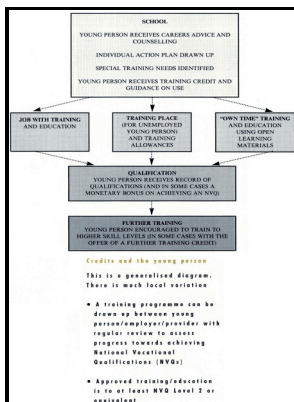 SCHOOL
YOUNG PERSON RECEIVES CAREERS ADVICE AND
COUNSELLING
INDIVIDUAL ACTION PLAN DRAWN UP
SPECIAL TRAINING NEEDS IDENTIFIED
YOUNG PERSON RECEIVES TRAINING CREDIT AND
GUIDANCE ON USE
JOB WITH TRAINING
AND EDUCATION
TRAINING PLACE
(FOR UNEMPLOYED
YOUNG PERSON)
AND TRAINING
ALLOWANCES
"OWN TIME" TRAINING
AND EDUCATION
USING OPEN
LEARNING
MATERIALS
QUALIFICATION
YOUNG PERSON RECEIVES RECORD OF
QUALIFICATIONS (AND IN SOME CASES A
MONETARY BONUS ON ACHIEVING AN NVQ)
FURTHER TRAINING
YOUNG PERSON ENCOURAGED TO TRAIN TO
HIGHER SKILL LEVELS (IN SOME CASES WITH THE
OFFER OF A FURTHER TRAINING CREDIT)
Credits and the young person
This is a generalised diagram.
There is much local variation
• A training programme can be
drawn up between young
person/employer/provider with
regular review to assess
progress towards achieving
National Vocational
Qualifications (NVQs)
• Approved training/education
is to at least NVQ Level 2 or
equivalent